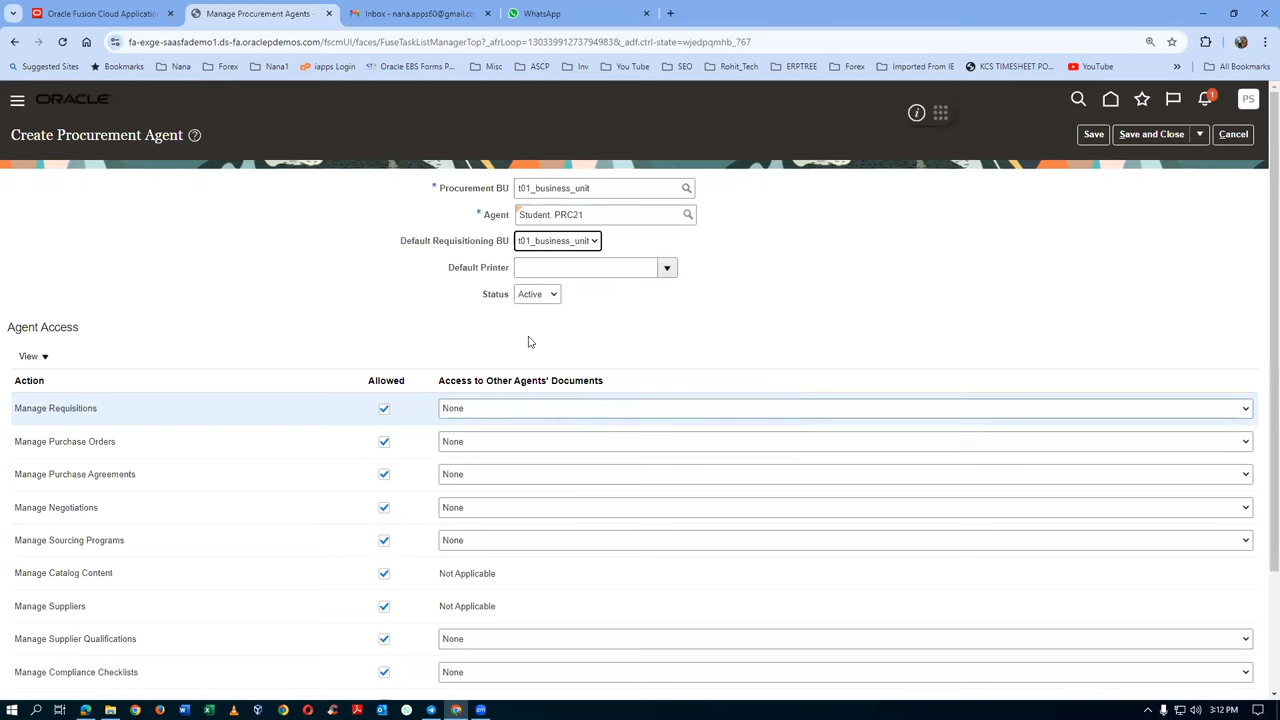 Oracle Fusion Cloud Applicatio
Manage Procurement Agents -
Inbox - nana.apps60@gmail.co
WhatsApp
fa-exge-saasfademo1.ds-fa.oraclepdemos.com/fscmUI/faces/FuseTaskListManagerTop?_afrLoop=1303399127379498&_adf.ctrl-state=wjedpqmhb_767
Suggested Sites
Bookmarks
Nana
Forex
Nana1
iapps Login
Oracle EBS Forms P...
Misc
ASCP
Inv
You Tube
SEO
Rohi_Tech
ERPTREE
Forex
Imported From IE
KCS TIMESHEET PO...
YouTube
All Bookmarks
ORACLE
1
PS
Create Procurement Agent
Save
Save and Close
Cancel
* Procurement BU t01_business_unit
* Agent Student. PRC21
Default Requisitioning BU t01_business_unit
Default Printer
Status Active
Agent Access
View
Action Allowed Access to Other Agents' Documents
Manage Requisitions None
Manage Purchase Orders None
Manage Purchase Agreements None
Manage Negotiations None
Manage Sourcing Programs None
Manage Catalog Content Not Applicable
Manage Suppliers Not Applicable
Manage Supplier Qualifications None
Manage Compliance Checklists None
3:12 PM